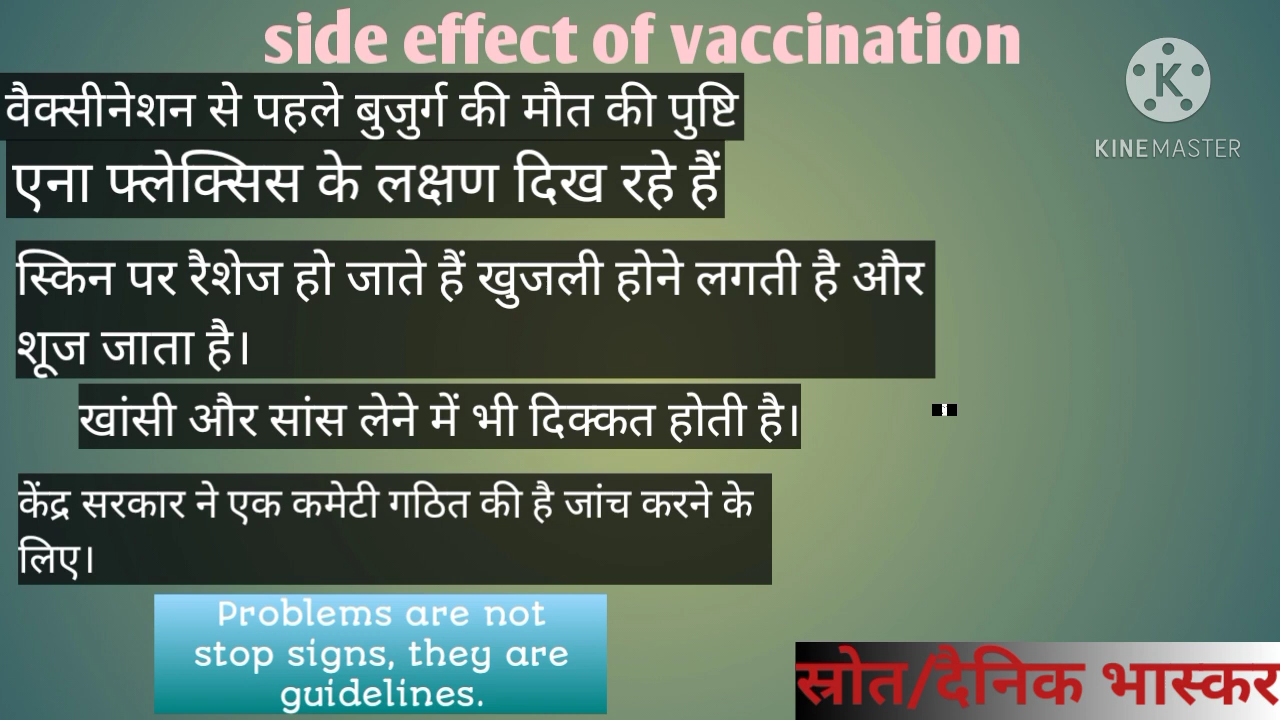 side effect of vaccination
K
KINEMASTER
वैक्सीनेशन से पहले बुजुर्ग की मौत की पुष्टि
एना फ्लेक्सिस के लक्षण दिख रहे हैं
स्किन पर रैशेज हो जाते हैं खुजली होने लगती है और
शूज जाता है।
खांसी और सांस लेने में भी दिक्कत होती है।
केंद्र सरकार ने एक कमेटी गठित की है जांच करने के
लिए।
Problems are not
stop signs, they are
guidelines.
स्रोत/दैनिक भास्कर